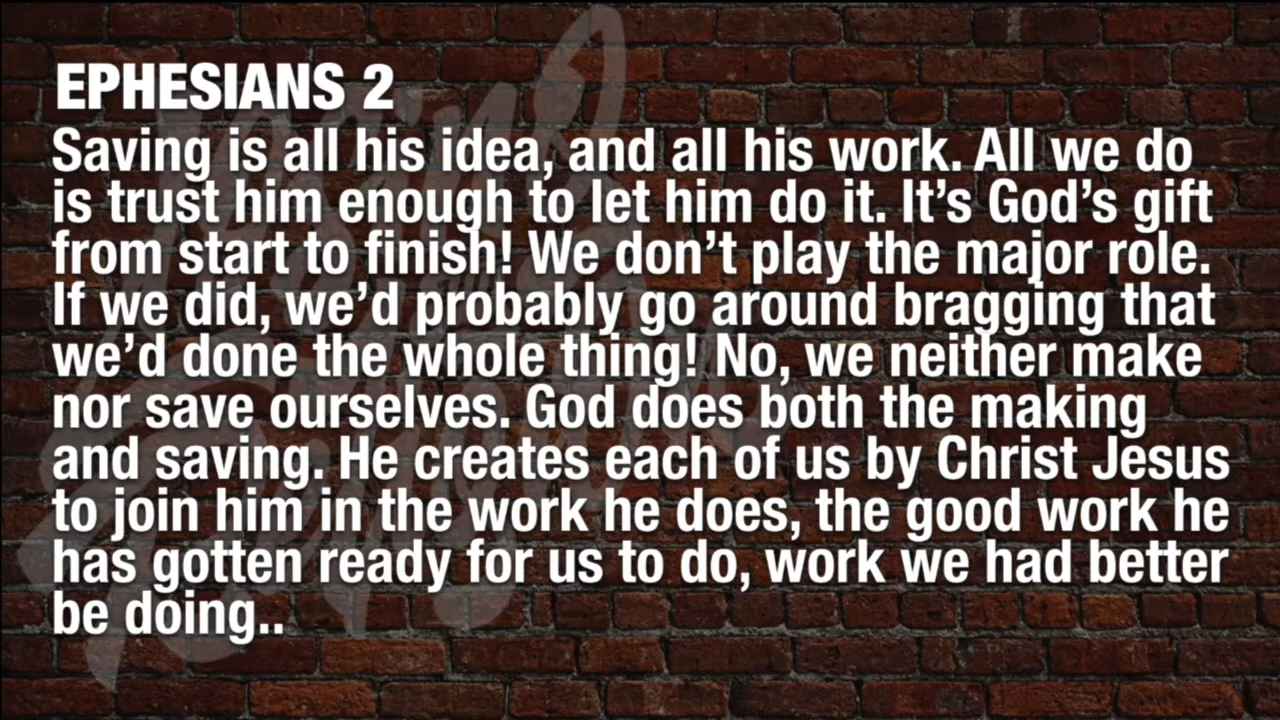 EPHESIANS 2
Saving is all his idea, and all his work. All we do
is trust him enough to let him do it. It’s God’s gift
from start to finish! We don’t play the major role.
If we did, we’d probably go around bragging that
we’d done the whole thing! No, we neither make
nor save ourselves. God does both the making
and saving. He creates each of us by Christ Jesus
to join him in the work he does, the good work he
has gotten ready for us to do, work we had better
be doing..